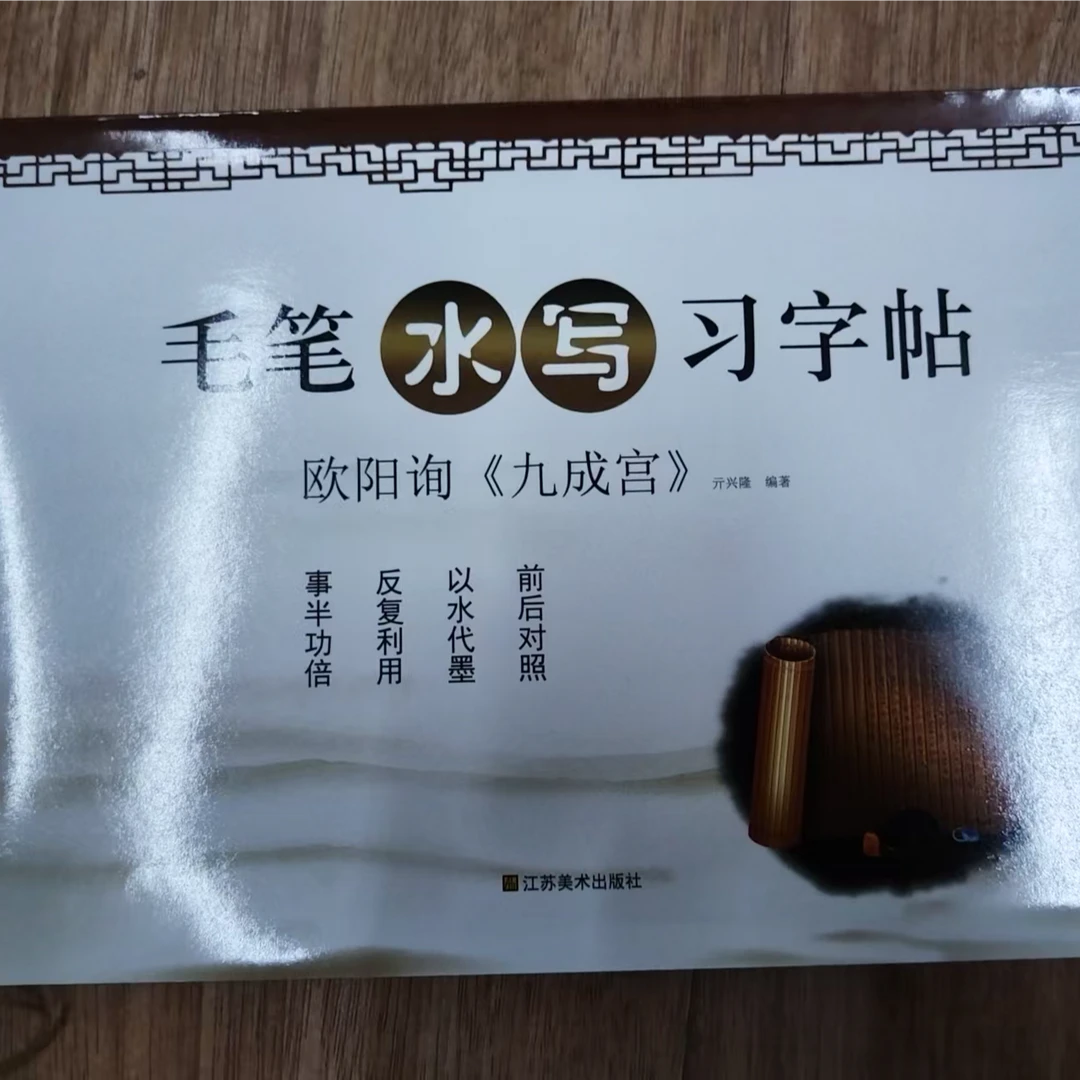 毛笔水写习字帖
欧阳询《九成宫》 亓兴隆 编著
前后对照
以水代墨
反复利用
事半功倍
江苏美术出版社